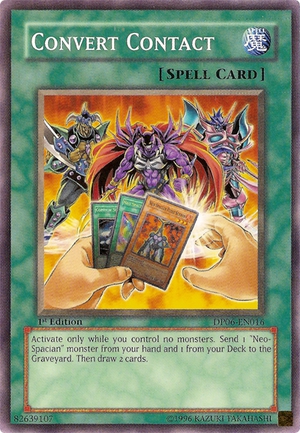 CONVERT CONTACT
魔
[SPELL CARD]
1st Edition
DP06-EN016
Activate only while you control no monsters. Send 1 "Neo-
Spacian" monster from your hand and 1 from your Deck to the
Graveyard. Then draw 2 cards.
82639107
©1996 KAZUKI TAKAHASHI